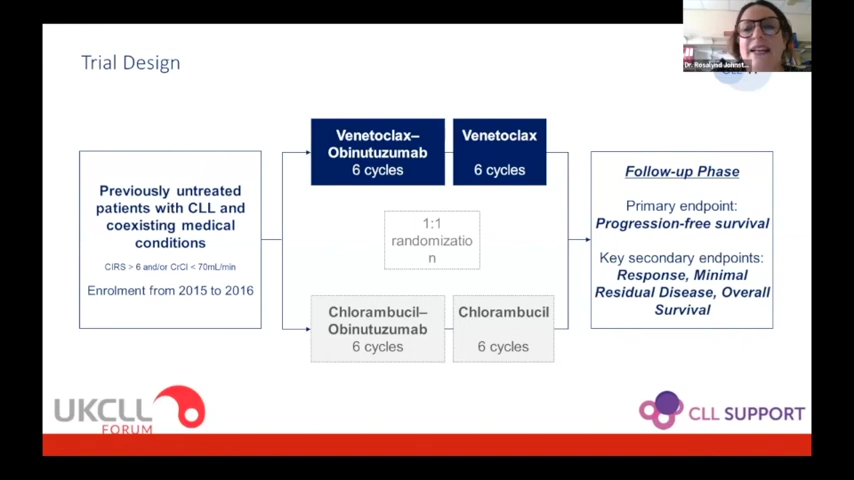 Trial Design
Dr. Rosalynd Johnst...
Venetoclax–
Obinutuzumab
6 cycles
Venetoclax
6 cycles
Previously untreated
patients with CLL and
coexisting medical
conditions
CIRS > 6 and/or CrCl < 70mL/min
Enrolment from 2015 to 2016
1:1
randomizatio
n
Chlorambucil–
Obinutuzumab
6 cycles
Chlorambucil
6 cycles
Follow-up Phase
Primary endpoint:
Progression-free survival
Key secondary endpoints:
Response, Minimal
Residual Disease, Overall
Survival
UKCLL
FORUM
CLL SUPPORT